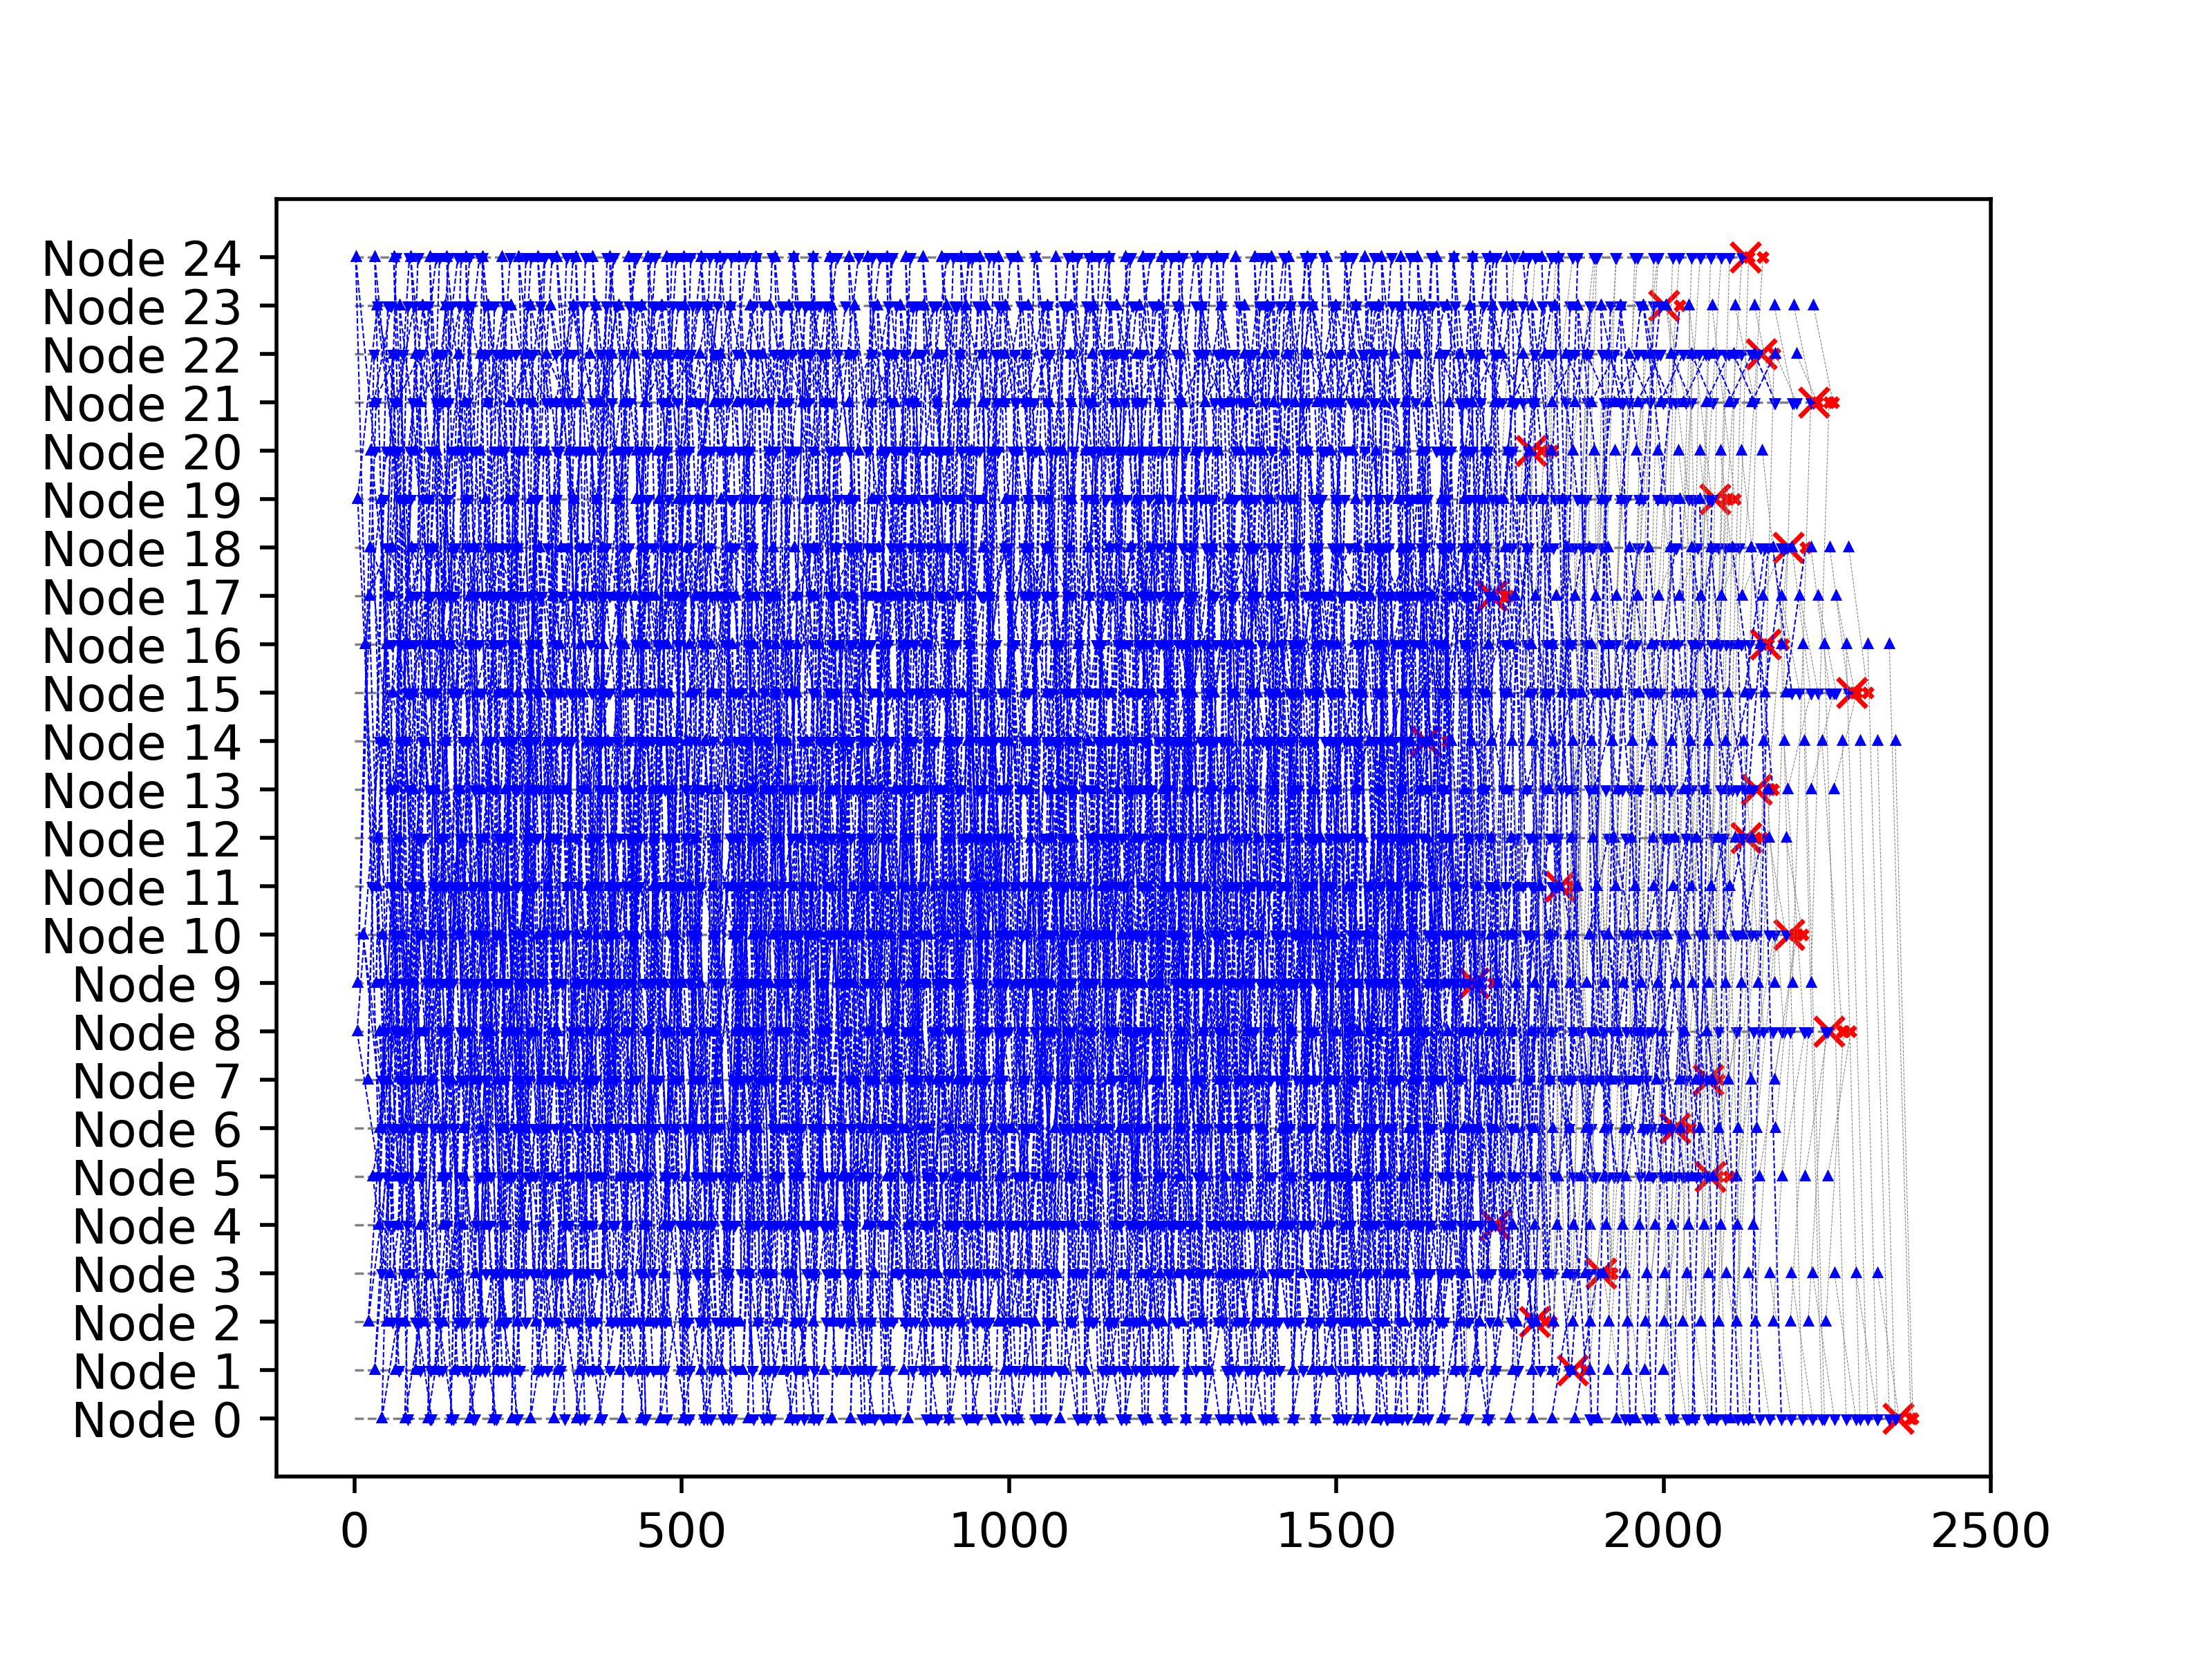 Node 24
Node 23
Node 22
Node 21
Node 20
Node 19
Node 18
Node 17
Node 16
Node 15
Node 14
Node 13
Node 12
Node 11
Node 10
Node 9
Node 8
Node 7
Node 6
Node 5
Node 4
Node 3
Node 2
Node 1
Node 0
0 500 1000 1500 2000 2500